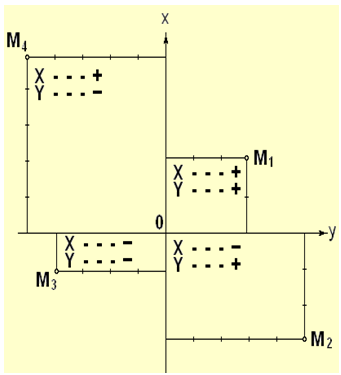 X
M4
X - - - +
Y - - - -
M1
X - - - +
Y - - - +
0
y
X - - - -
Y - - - -
X - - - -
Y - - - +
M3
M2